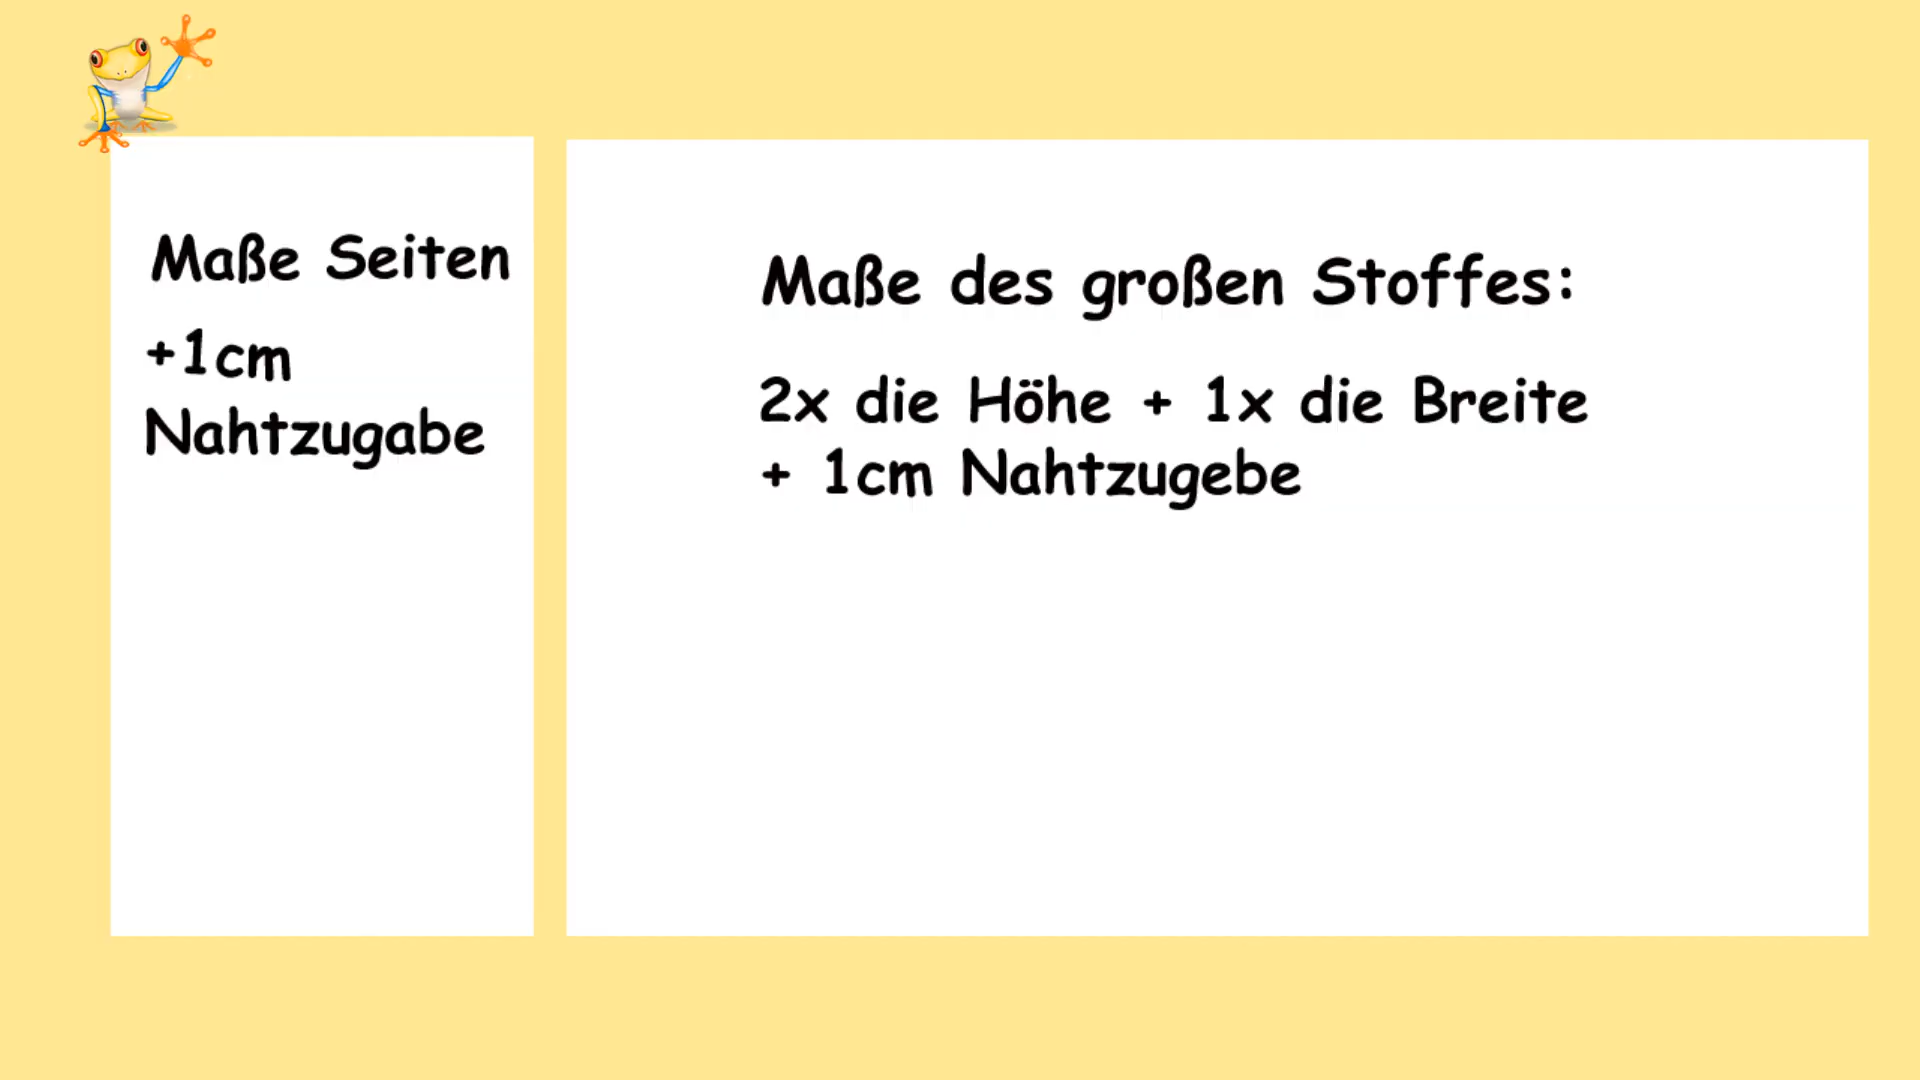 Maße Seiten
+1cm
Nahtzugabe
Maße des großen Stoffes:
2x die Höhe + 1x die Breite
+ 1cm Nahtzugebe